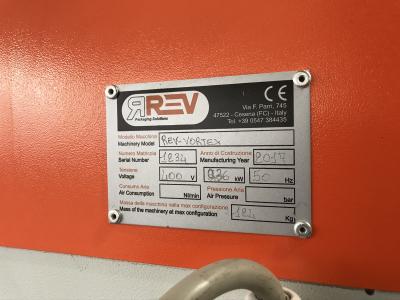 RREV
Packaging Solutions
CE
Via F. Parri, 745
47522 - Cesena (FC) - Italy
Tel. +39 0547 384435
Modello Macchina
Machinery Model REV-VORTEX
Numero Matricola Anno di Costruzione
Serial Number 1234 Manufacturing Year 2017
Tensione
Voltage 400 V 0.36 kW 50 Hz
Consumo Aria Pressione Aria
Air Consumption Nl/min Air Pressure bar
Massa della macchina nella max configurazione
Mass of the machinery at max configuration Kg